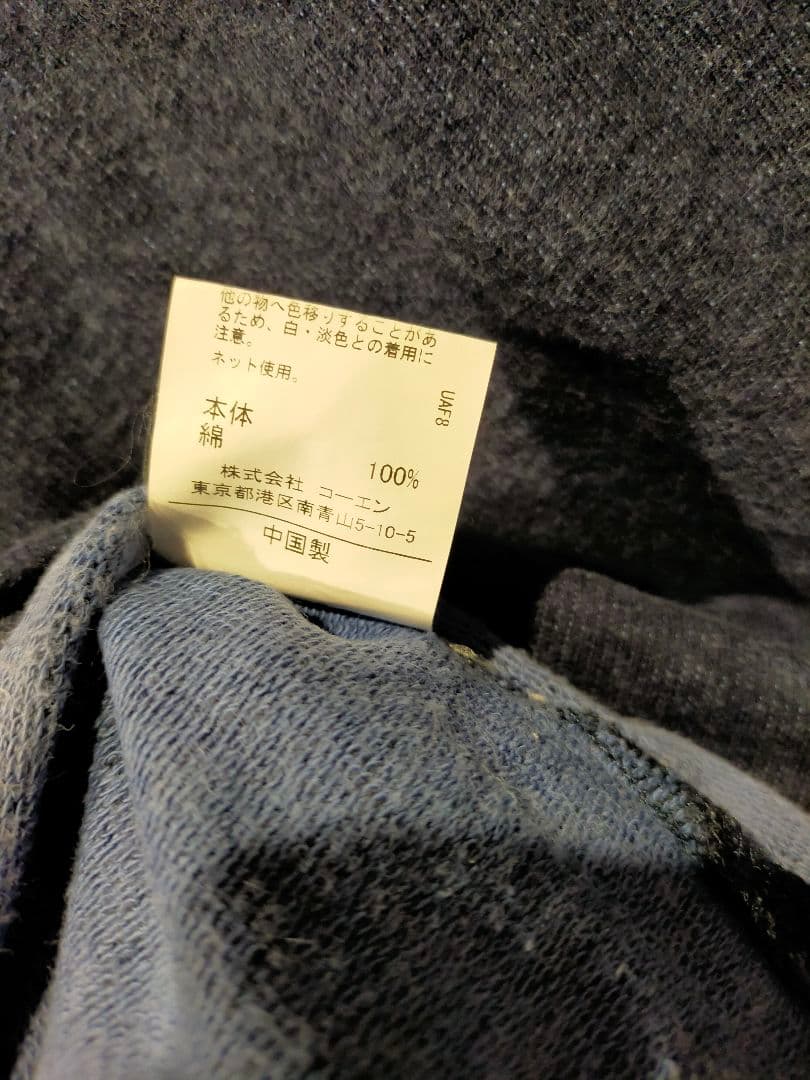 他の物へ色移りすることがあ
るため、白・淡色との着用に
注意。
ネット使用。
UAF8
本体
綿 100%
株式会社 コーエン
東京都港区南青山5-10-5
中国製